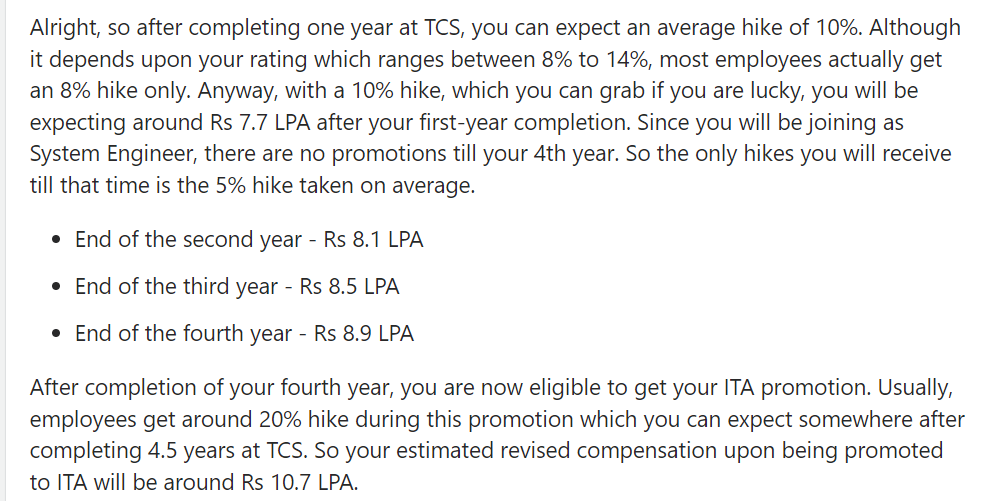 Alright, so after completing one year at TCS, you can expect an average hike of 10%. Although
it depends upon your rating which ranges between 8% to 14%, most employees actually get
an 8% hike only. Anyway, with a 10% hike, which you can grab if you are lucky, you will be
expecting around Rs 7.7 LPA after your first-year completion. Since you will be joining as
System Engineer, there are no promotions till your 4th year. So the only hikes you will receive
till that time is the 5% hike taken on average.
• End of the second year - Rs 8.1 LPA
• End of the third year - Rs 8.5 LPA
• End of the fourth year - Rs 8.9 LPA
After completion of your fourth year, you are now eligible to get your ITA promotion. Usually,
employees get around 20% hike during this promotion which you can expect somewhere after
completing 4.5 years at TCS. So your estimated revised compensation upon being promoted
to ITA will be around Rs 10.7 LPA.